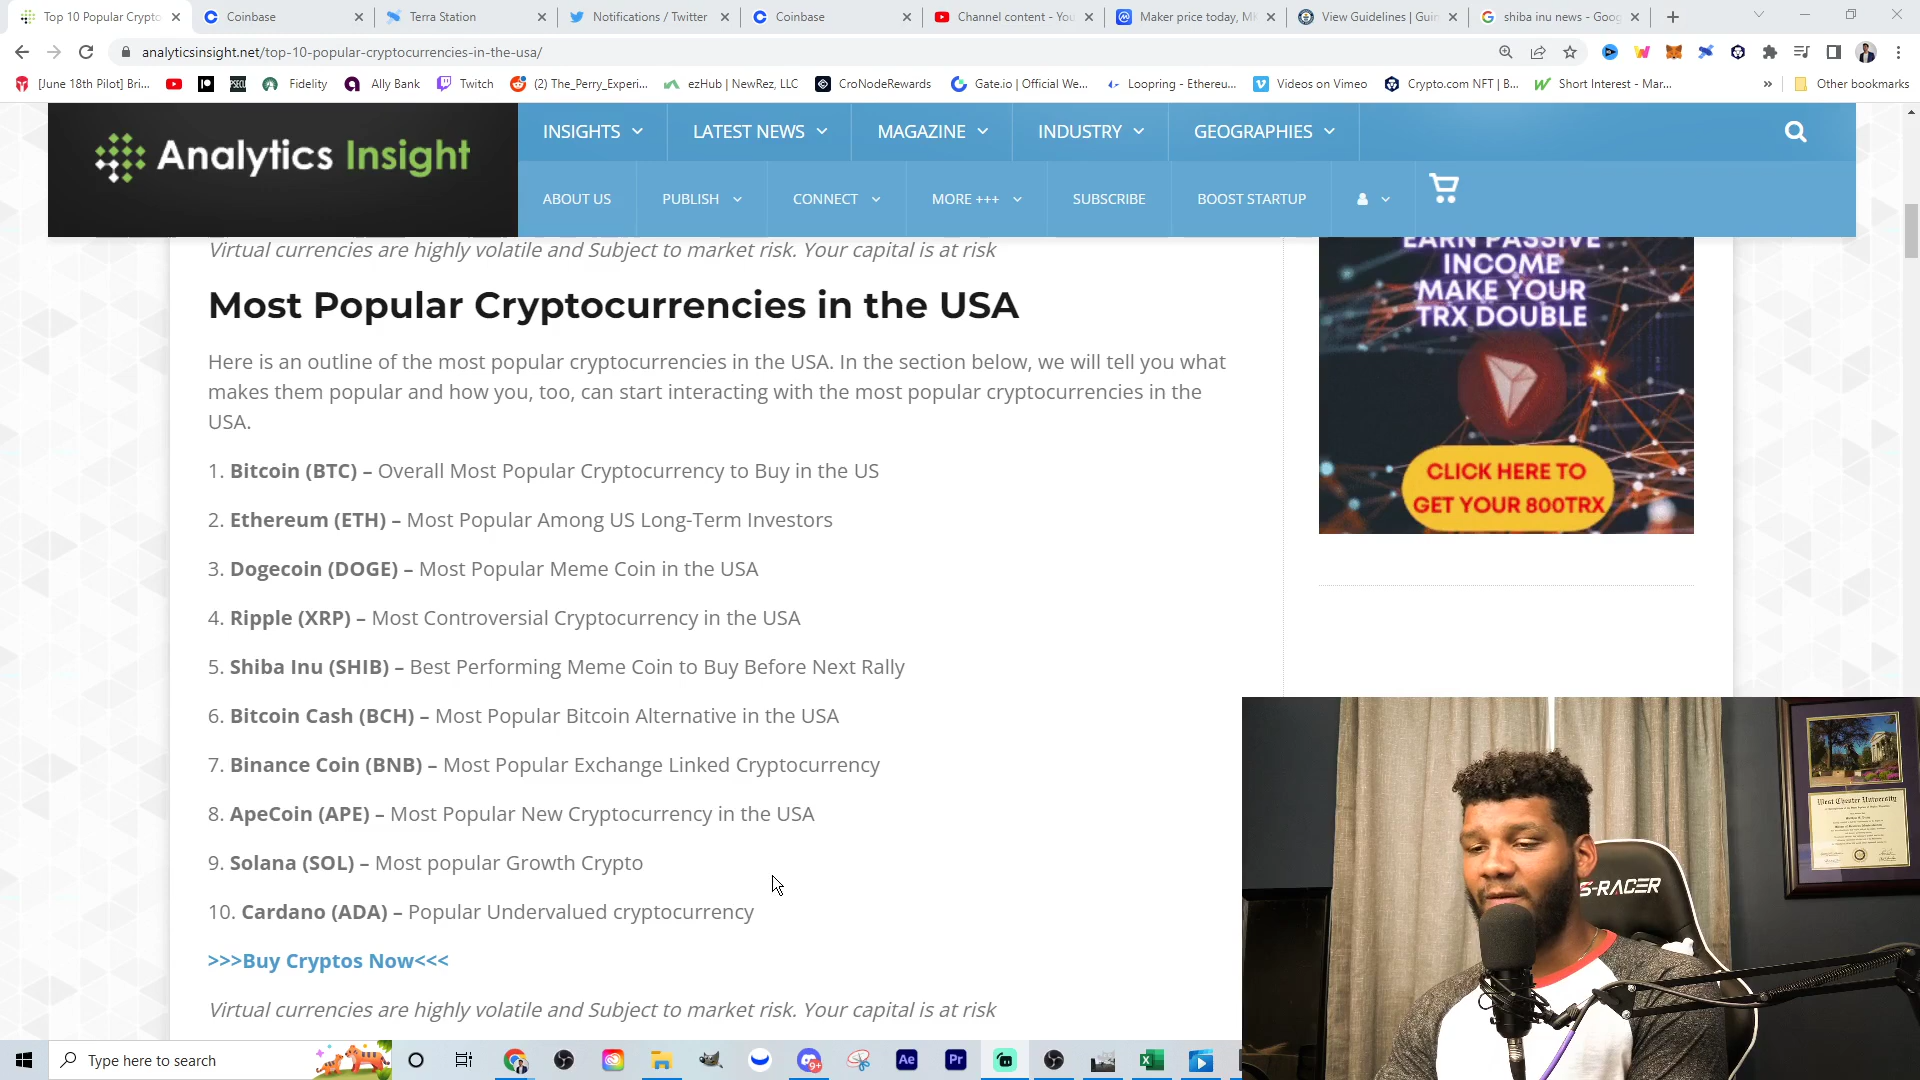 Top 10 Popular Crypto
Coinbase
Terra Station
Notifications / Twitter
Coinbase
Channel content - You
Maker price today, MK
View Guidelines | Guin
shiba inu news - Goog
analyticsinsight.net/top-10-popular-cryptocurrencies-in-the-usa/
[June 18th Pilot] Bri...
Fidelity
Ally Bank
Twitch
(2) The_Perry_Experi...
ezHub | NewRez, LLC
CroNodeRewards
Gate.io | Official We...
Loopring - Ethereu...
Videos on Vimeo
Crypto.com NFT | B...
Short Interest - Mar...
»
Other bookmarks
Analytics Insight
INSIGHTS
LATEST NEWS
MAGAZINE
INDUSTRY
GEOGRAPHIES
ABOUT US
PUBLISH
CONNECT
MORE +++
SUBSCRIBE
BOOST STARTUP
Virtual currencies are highly volatile and Subject to market risk. Your capital is at risk
Most Popular Cryptocurrencies in the USA
Here is an outline of the most popular cryptocurrencies in the USA. In the section below, we will tell you what
makes them popular and how you, too, can start interacting with the most popular cryptocurrencies in the
USA.
1. Bitcoin (BTC) – Overall Most Popular Cryptocurrency to Buy in the US
2. Ethereum (ETH) – Most Popular Among US Long-Term Investors
3. Dogecoin (DOGE) – Most Popular Meme Coin in the USA
4. Ripple (XRP) – Most Controversial Cryptocurrency in the USA
5. Shiba Inu (SHIB) – Best Performing Meme Coin to Buy Before Next Rally
6. Bitcoin Cash (BCH) – Most Popular Bitcoin Alternative in the USA
7. Binance Coin (BNB) – Most Popular Exchange Linked Cryptocurrency
8. ApeCoin (APE) – Most Popular New Cryptocurrency in the USA
9. Solana (SOL) – Most popular Growth Crypto
10. Cardano (ADA) – Popular Undervalued cryptocurrency
>>>Buy Cryptos Now<<<
Virtual currencies are highly volatile and Subject to market risk. Your capital is at risk
EARN PASSIVE
INCOME
MAKE YOUR
TRX DOUBLE
CLICK HERE TO
GET YOUR 800TRX
West Chester University
S-RACER
Type here to search
9+
Ae
Pr